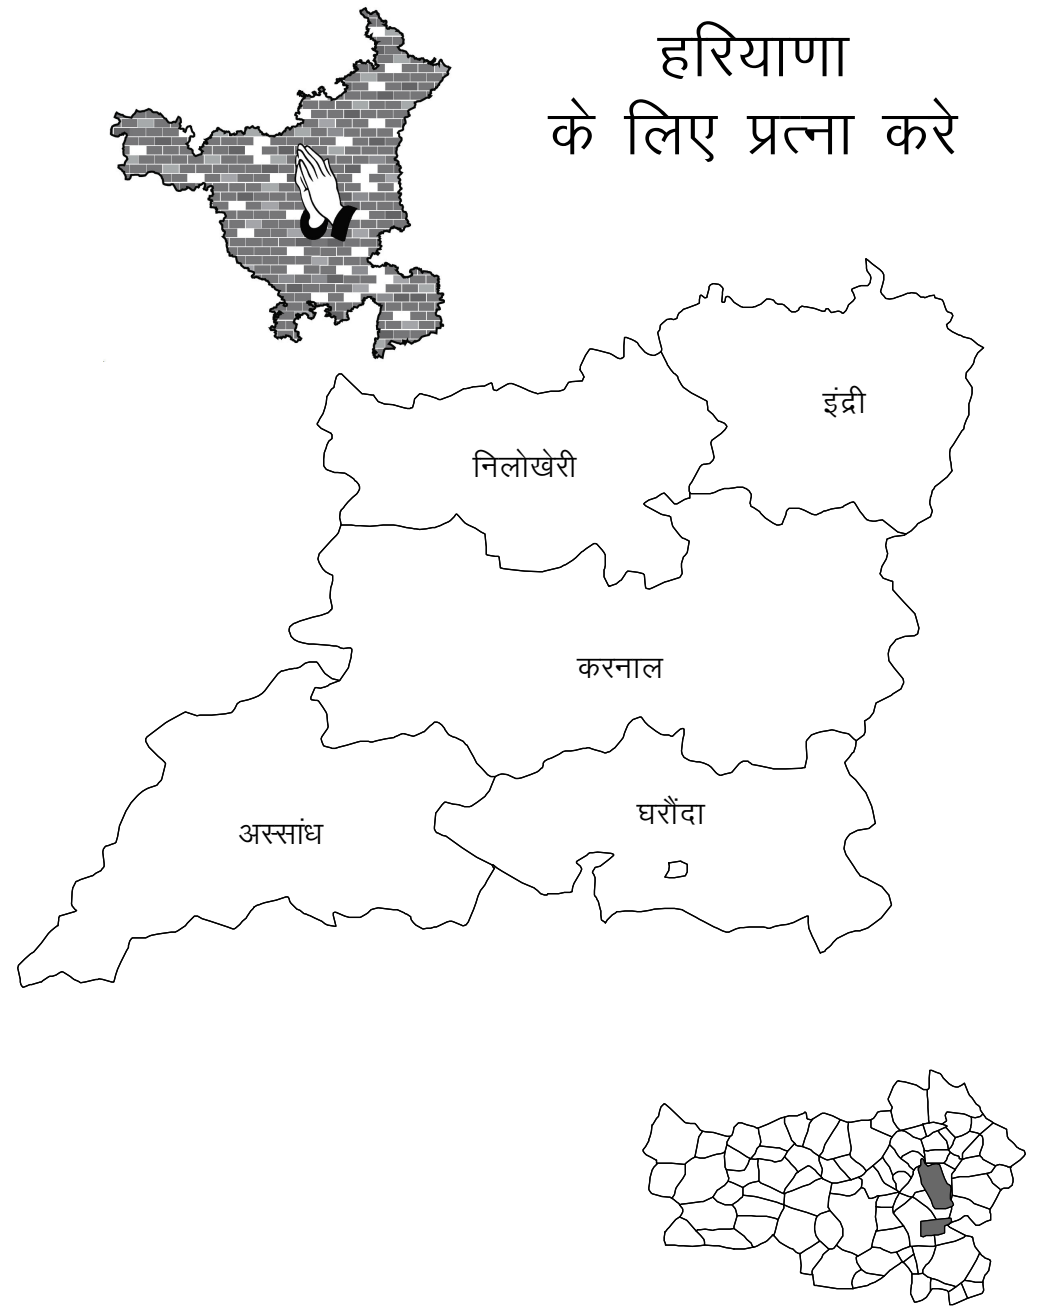 हरियाणा
के लिए प्रत्ना करे
इंद्री
निलोखेरी
करनाल
घरौंदा
अस्सांध